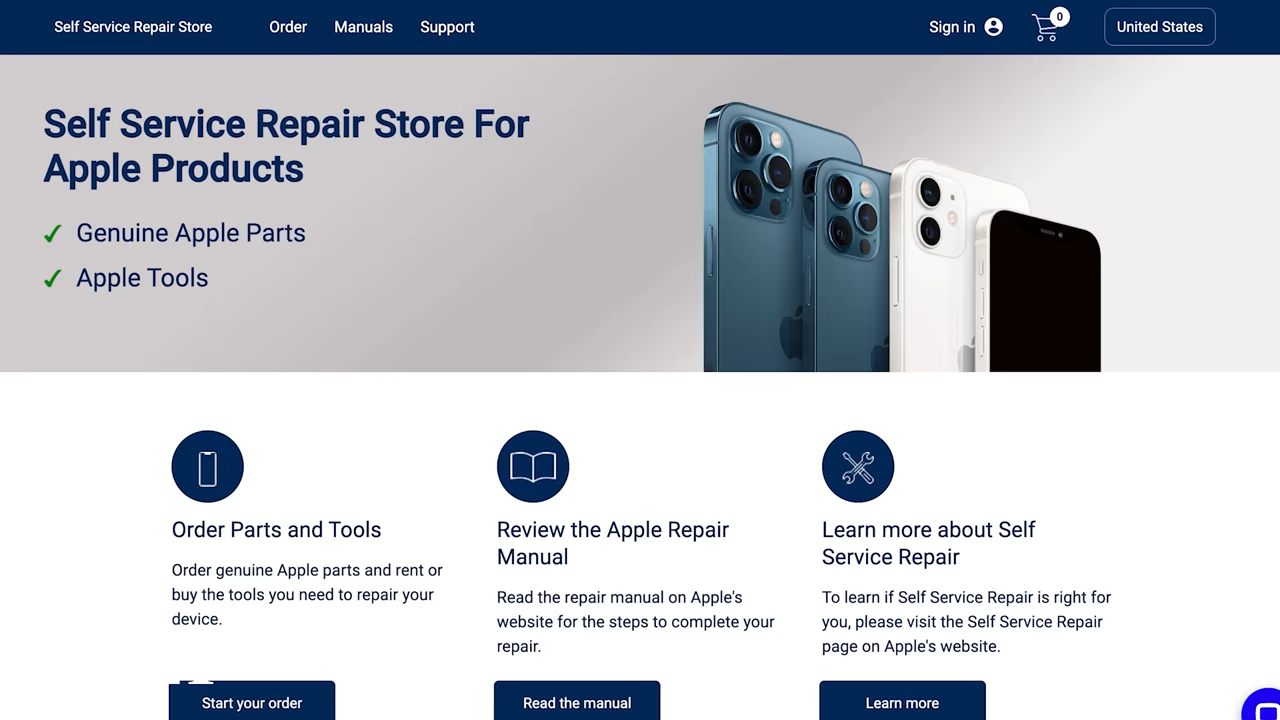 Self Service Repair Store
Order
Manuals
Support
Sign in
0
United States
Self Service Repair Store For
Apple Products
✓ Genuine Apple Parts
✓ Apple Tools
Order Parts and Tools
Order genuine Apple parts and rent or
buy the tools you need to repair your
device.
Start your order
Review the Apple Repair
Manual
Read the repair manual on Apple's
website for the steps to complete your
repair.
Read the manual
Learn more about Self
Service Repair
To learn if Self Service Repair is right for
you, please visit the Self Service Repair
page on Apple's website.
Learn more